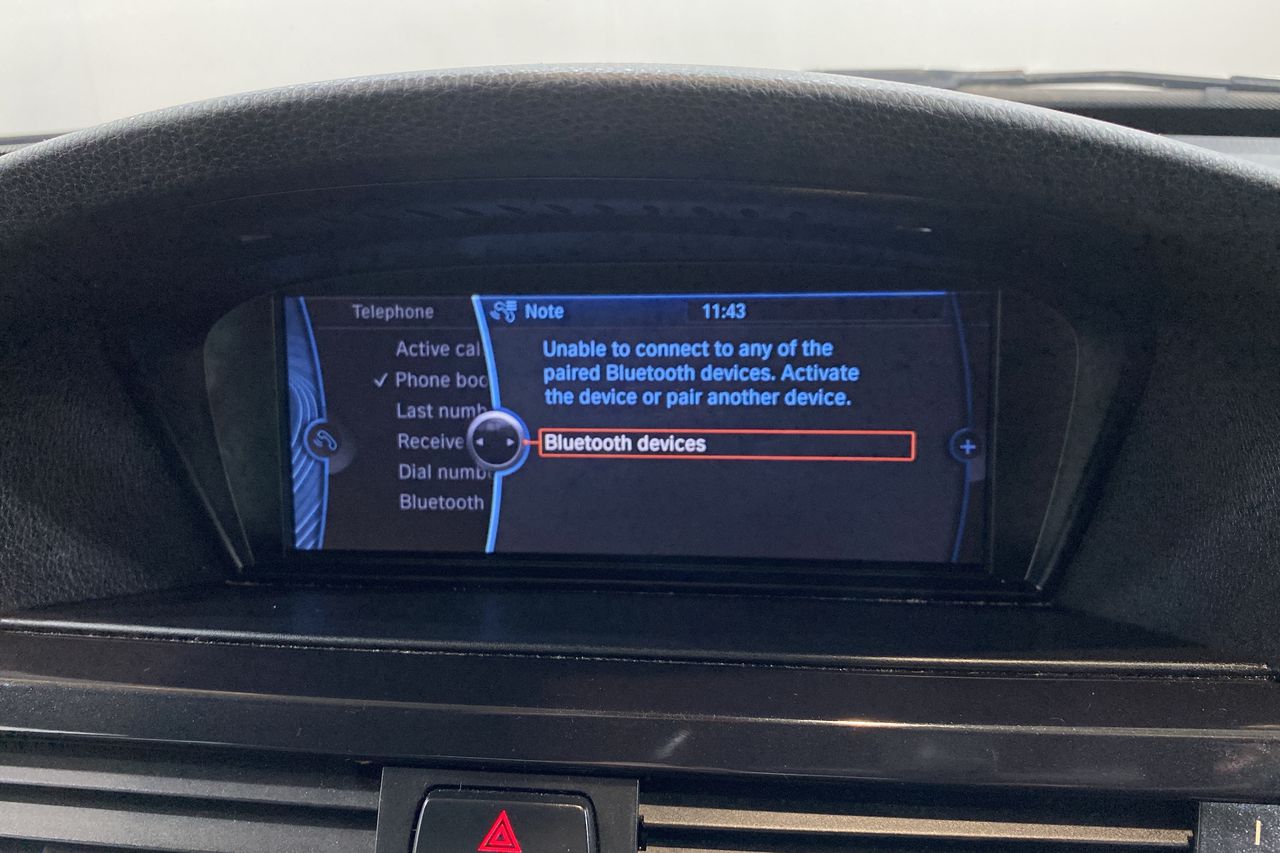 Telephone
Note
11:43
Active cal
Phone boo
Last numb
Receive
Dial numb
Bluetooth
Unable to connect to any of the
paired Bluetooth devices. Activate
the device or pair another device.
Bluetooth devices